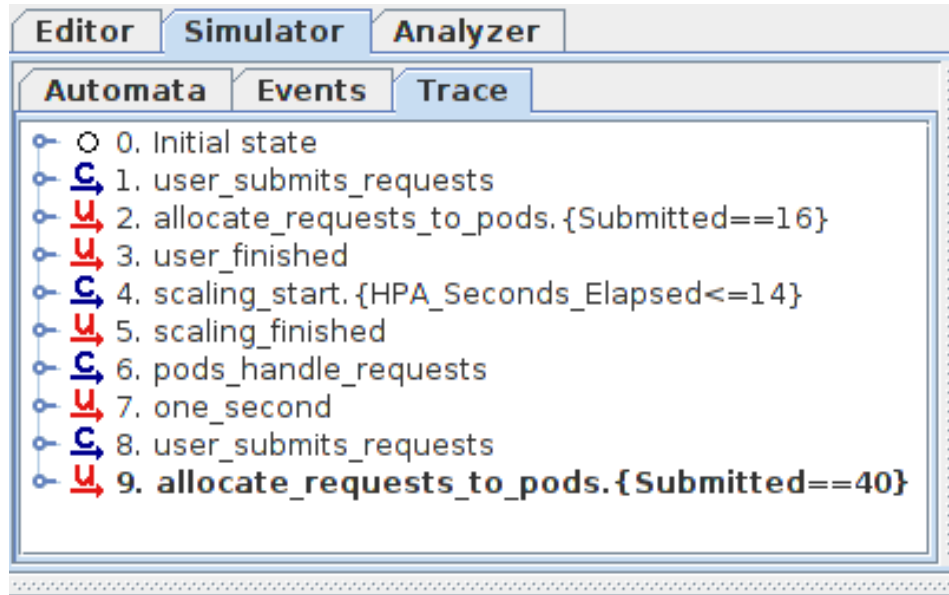 Editor Simulator Analyzer
Automata Events Trace
0. Initial state
C 1. user_submits_requests
U 2. allocate_requests_to_pods.{Submitted==16}
U 3. user_finished
C 4. scaling_start.{HPA_Seconds_Elapsed<=14}
U 5. scaling_finished
C 6. pods_handle_requests
U 7. one_second
C 8. user_submits_requests
U 9. allocate_requests_to_pods.{Submitted==40}